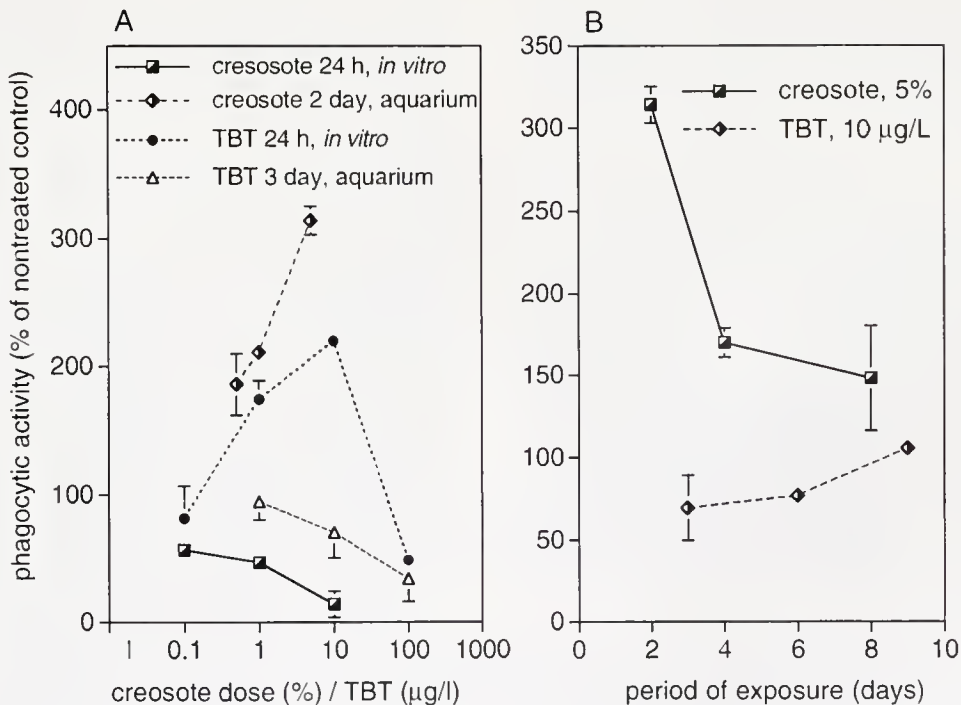 A
phagocytic activity (% of nontreated control)
400
300
200
100
0
cresosote 24 h, in vitro
creosote 2 day, aquarium
TBT 24 h, in vitro
TBT 3 day, aquarium
1 0.1 1 10 100 1000
creosote dose (%) / TBT (µg/l)
B
350
300
250
200
150
100
50
0
creosote, 5%
TBT, 10 µg/L
0 2 4 6 8 10
period of exposure (days)